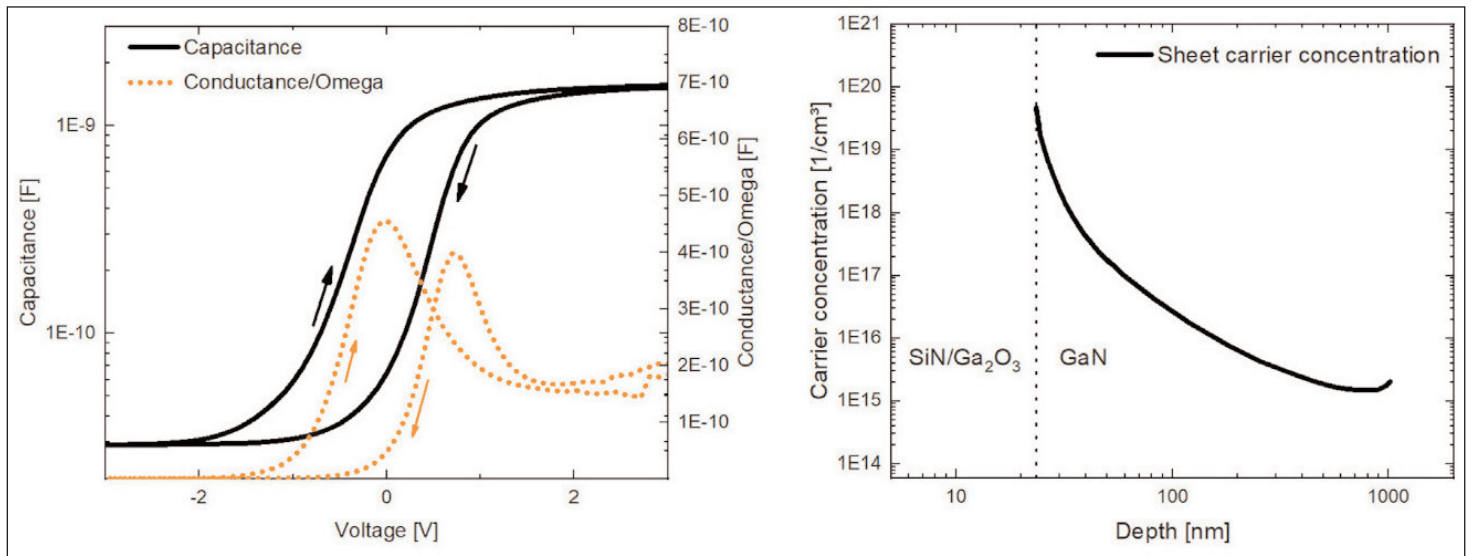 Capacitance
Conductance/Omega
Capacitance [F]
1E-9
1E-10
-2
0
2
Voltage [V]
8E-10
7E-10
6E-10
5E-10
4E-10
3E-10
2E-10
1E-10
Conductance/Omega [F]
Sheet carrier concentration
Carrier concentration [1/cm³]
1E21
1E20
1E19
1E18
1E17
1E16
1E15
1E14
SiN/Ga₂O₃
GaN
10
100
1000
Depth [nm]